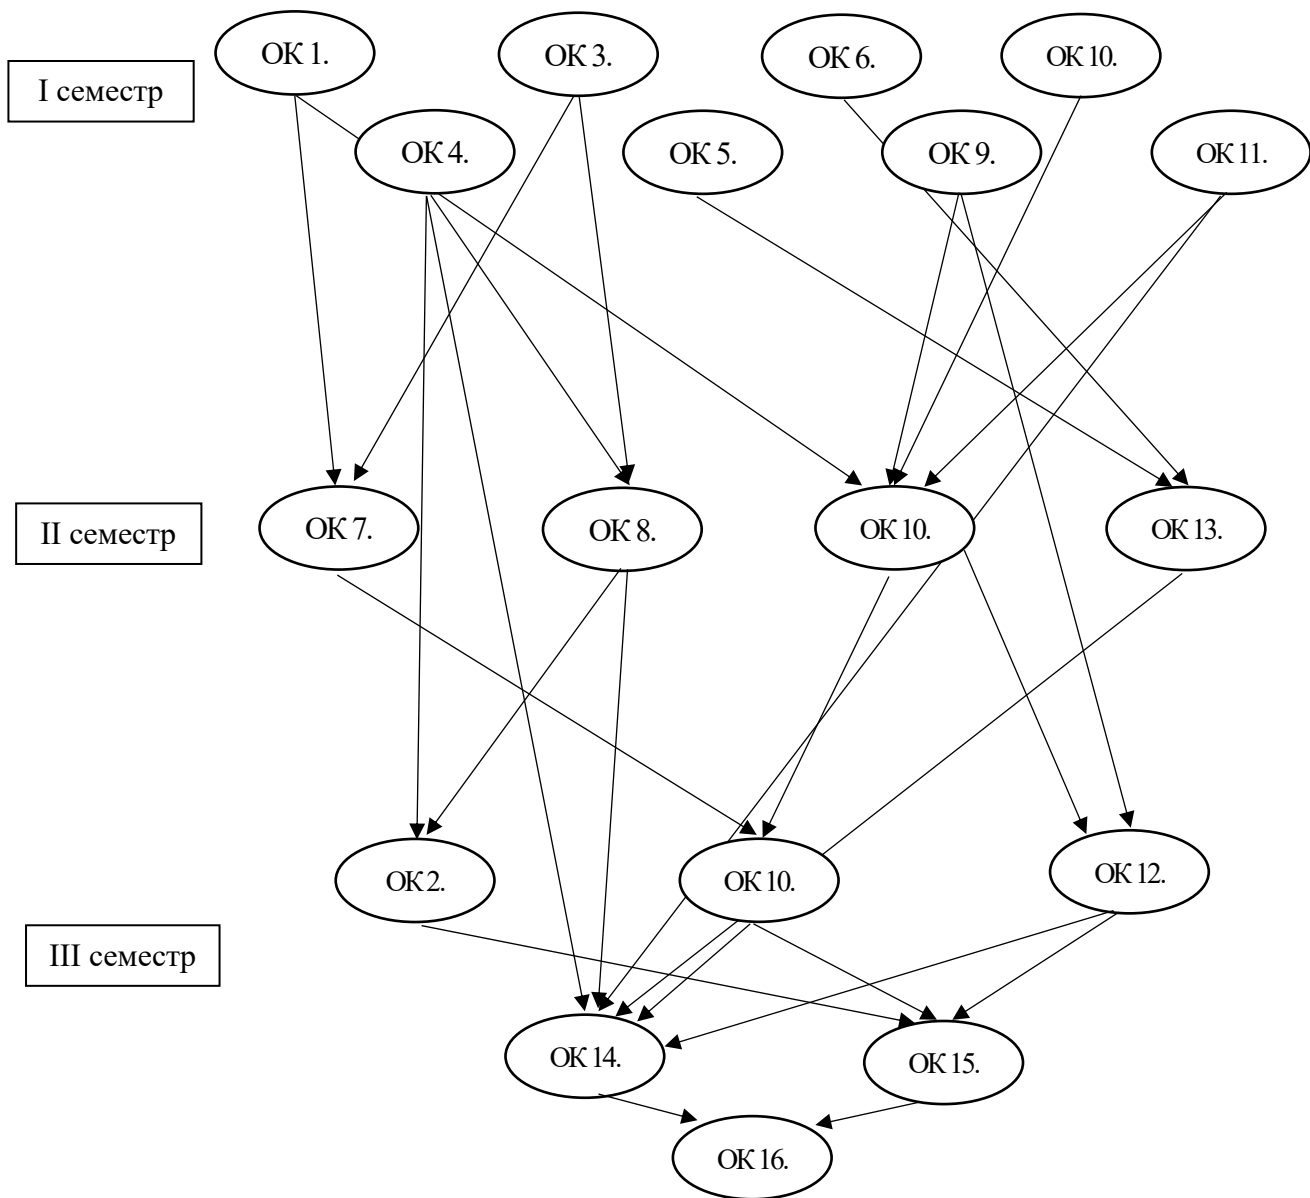 ОК 1.
ОК 3.
ОК 6.
ОК 10.
І семестр
ОК 4.
ОК 5.
ОК 9.
ОК 11.
ІІ семестр
ОК 7.
ОК 8.
ОК 10.
ОК 13.
ОК 2.
ОК 10.
ОК 12.
ІІІ семестр
ОК 14.
ОК 15.
ОК 16.